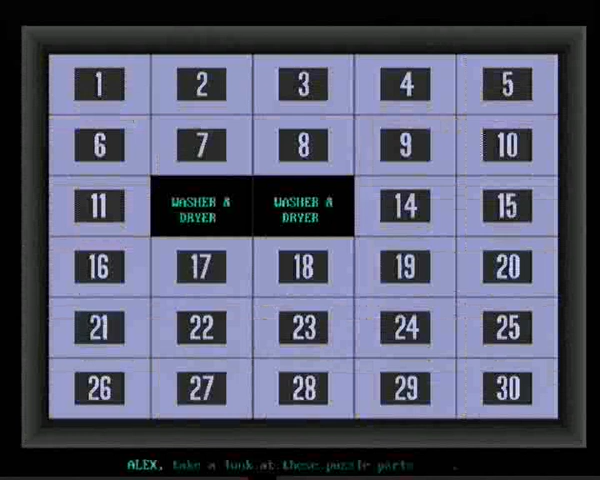 1 2 3 4 5
6 7 8 9 10
11 WASHER & DRYER WASHER & DRYER 14 15
16 17 18 19 20
21 22 23 24 25
26 27 28 29 30
ALEX, take a look at these puzzle parts